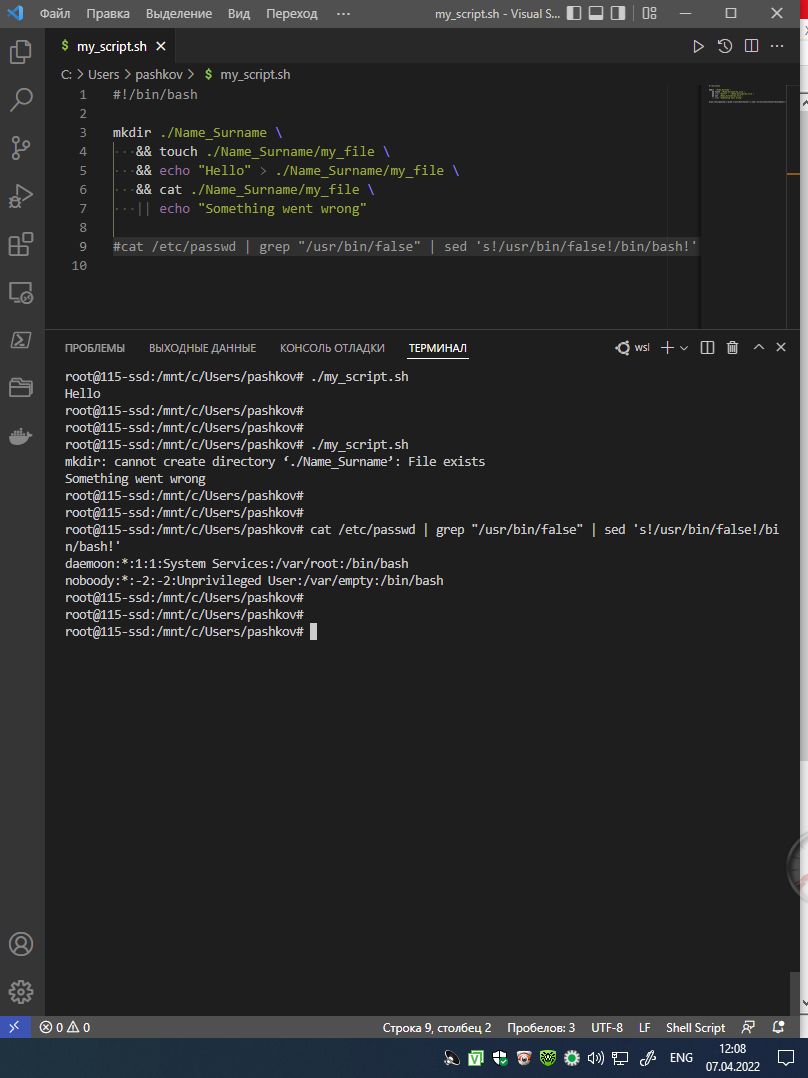 Файл Правка Выделение Вид Переход ··· my_script.sh - Visual S...
$ my_script.sh ✕
C: > Users > pashkov > $ my_script.sh
1 #!/bin/bash
2
3 mkdir ./Name_Surname \
4 && touch ./Name_Surname/my_file \
5 && echo "Hello" > ./Name_Surname/my_file \
6 && cat ./Name_Surname/my_file \
7 || echo "Something went wrong"
8
9 #cat /etc/passwd | grep "/usr/bin/false" | sed 's!/usr/bin/false!/bin/bash!'
10
ПРОБЛЕМЫ ВЫХОДНЫЕ ДАННЫЕ КОНСОЛЬ ОТЛАДКИ ТЕРМИНАЛ wsl
root@115-ssd:/mnt/c/Users/pashkov# ./my_script.sh
Hello
root@115-ssd:/mnt/c/Users/pashkov#
root@115-ssd:/mnt/c/Users/pashkov#
root@115-ssd:/mnt/c/Users/pashkov# ./my_script.sh
mkdir: cannot create directory ‘./Name_Surname’: File exists
Something went wrong
root@115-ssd:/mnt/c/Users/pashkov#
root@115-ssd:/mnt/c/Users/pashkov#
root@115-ssd:/mnt/c/Users/pashkov# cat /etc/passwd | grep "/usr/bin/false" | sed 's!/usr/bin/false!/bi
n/bash!'
daemoon:*:1:1:System Services:/var/root:/bin/bash
noboody:*:-2:-2:Unprivileged User:/var/empty:/bin/bash
root@115-ssd:/mnt/c/Users/pashkov#
root@115-ssd:/mnt/c/Users/pashkov#
root@115-ssd:/mnt/c/Users/pashkov#
0 0 Строка 9, столбец 2 Пробелов: 3 UTF-8 LF Shell Script
ENG 12:08
07.04.2022